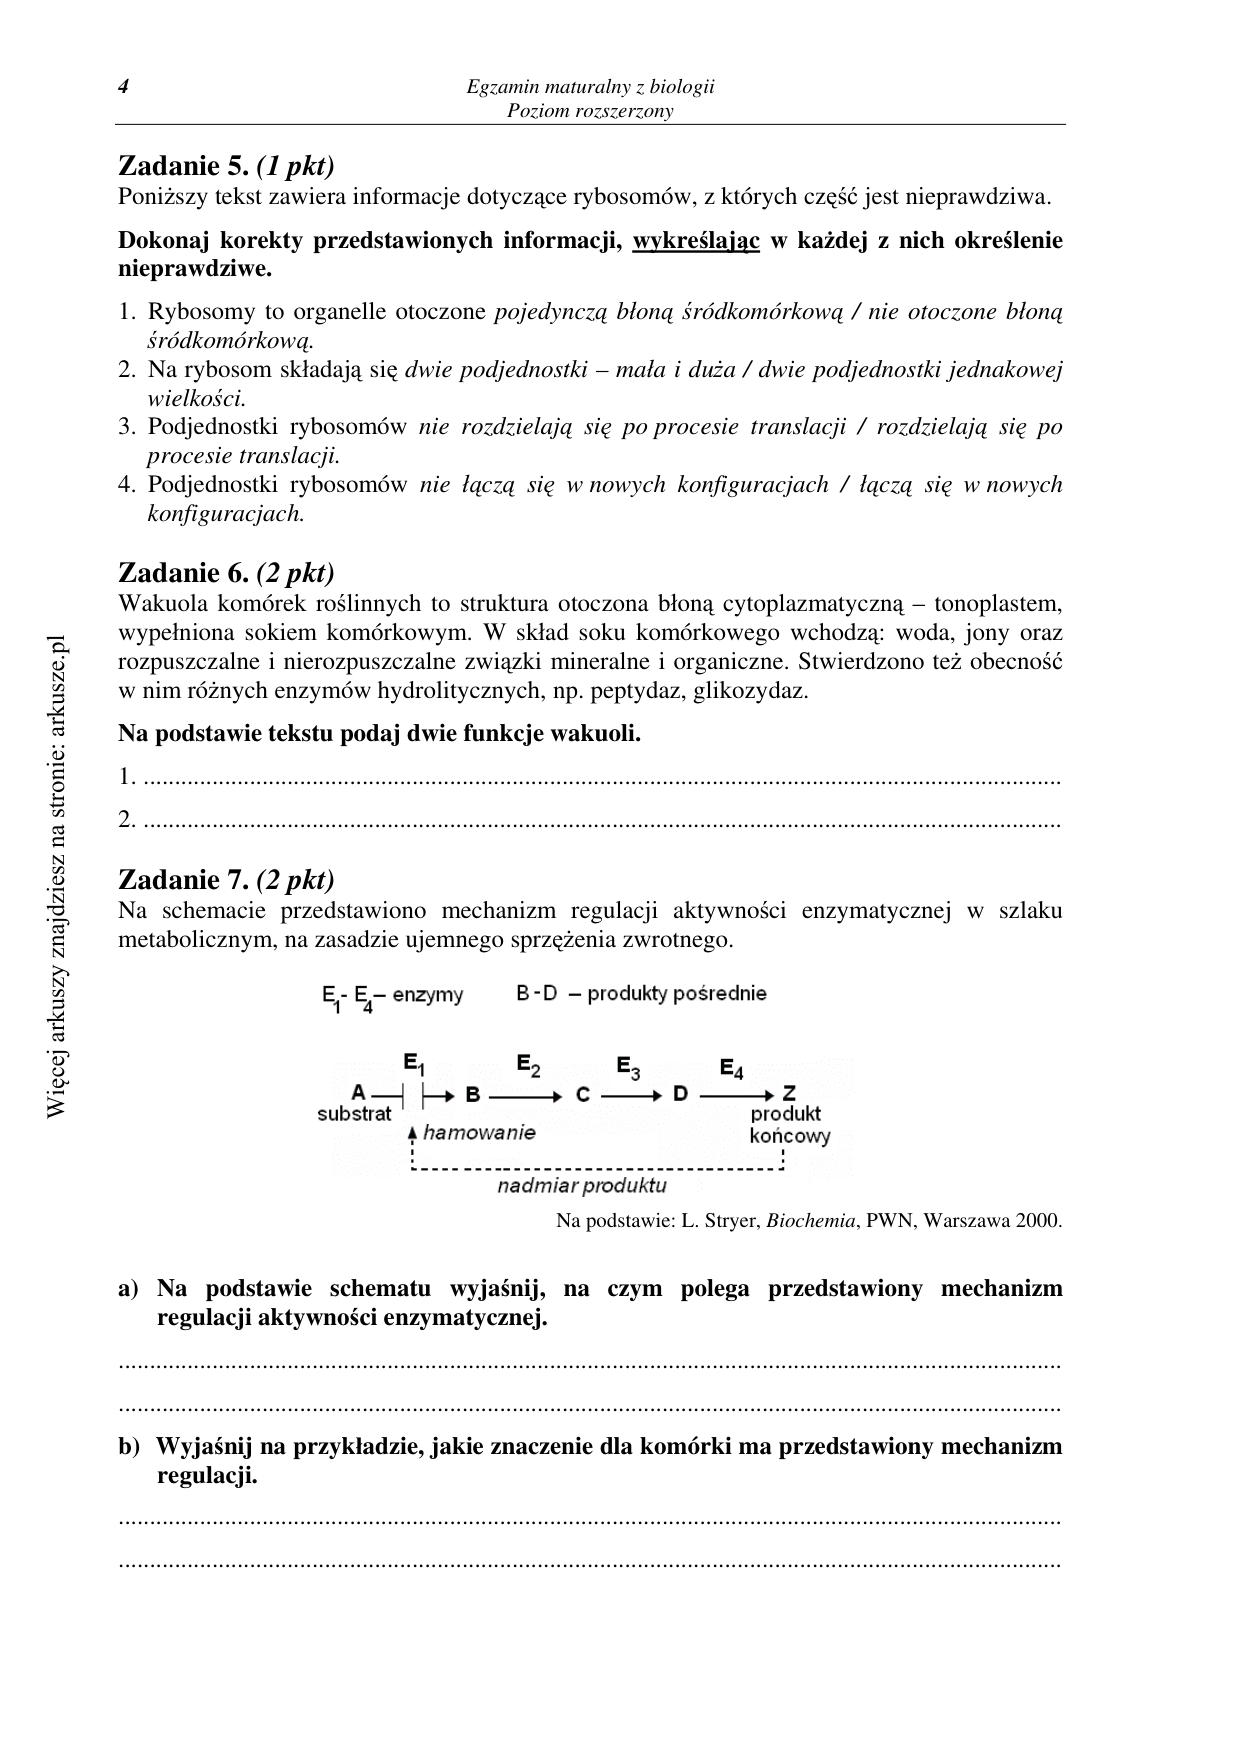 4
Egzamin maturalny z biologii
Poziom rozszerzony
Zadanie 5. (1 pkt)
Poniższy tekst zawiera informacje dotyczące rybosomów, z których część jest nieprawdziwa.
Dokonaj korekty przedstawionych informacji, wykreślając w każdej z nich określenie
nieprawdziwe.
1. Rybosomy to organelle otoczone pojedynczą błoną śródkomórkową / nie otoczone błoną
śródkomórkową.
2. Na rybosom składają się dwie podjednostki – mała i duża / dwie podjednostki jednakowej
wielkości.
3. Podjednostki rybosomów nie rozdzielają się po procesie translacji / rozdzielają się po
procesie translacji.
4. Podjednostki rybosomów nie łączą się w nowych konfiguracjach / łączą się w nowych
konfiguracjach.
Zadanie 6. (2 pkt)
Wakuola komórek roślinnych to struktura otoczona błoną cytoplazmatyczną – tonoplastem,
wypełniona sokiem komórkowym. W skład soku komórkowego wchodzą: woda, jony oraz
rozpuszczalne i nierozpuszczalne związki mineralne i organiczne. Stwierdzono też obecność
w nim różnych enzymów hydrolitycznych, np. peptydaz, glikozydaz.
Na podstawie tekstu podaj dwie funkcje wakuoli.
1. ....................................................................................................................................................
2. ....................................................................................................................................................
Zadanie 7. (2 pkt)
Na schemacie przedstawiono mechanizm regulacji aktywności enzymatycznej w szlaku
metabolicznym, na zasadzie ujemnego sprzężenia zwrotnego.
E1- E4 – enzymy B - D – produkty pośrednie
E1 E2 E3 E4
A B C D Z
substrat produkt
hamowanie końcowy
nadmiar produktu
Na podstawie: L. Stryer, Biochemia, PWN, Warszawa 2000.
a) Na podstawie schematu wyjaśnij, na czym polega przedstawiony mechanizm
regulacji aktywności enzymatycznej.
........................................................................................................................................................
........................................................................................................................................................
b) Wyjaśnij na przykładzie, jakie znaczenie dla komórki ma przedstawiony mechanizm
regulacji.
........................................................................................................................................................
........................................................................................................................................................
Więcej arkuszy znajdziesz na stronie: arkusze.pl